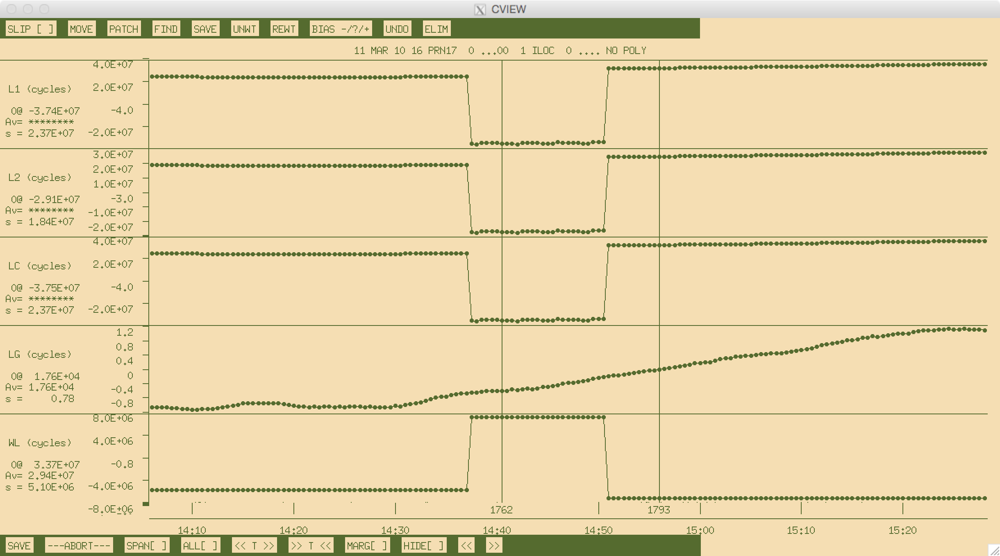 CVIEW
SLIP [ ] MOVE PATCH FIND SAVE UNWT REWT BIAS -/?/+ UNDO ELIM
11 MAR 10 16 PRN17 0 ...00 1 ILOC 0 .... NO POLY
4.0E+07
L1 (cycles) 2.0E+07
0@ -3.74E+07 -4.0
Av= ********
s = 2.37E+07 -2.0E+07
3.0E+07
2.0E+07
L2 (cycles)
1.0E+07
0@ -2.91E+07 -3.0
Av= ******** -1.0E+07
s = 1.84E+07
-2.0E+07
4.0E+07
LC (cycles) 2.0E+07
0@ -3.75E+07 -4.0
Av= ********
s = 2.37E+07 -2.0E+07
1.2
0.8
LG (cycles)
0.4
0@ 1.76E+04 0
Av= 1.76E+04 -0.4
s = 0.78
-0.8
8.0E+06
WL (cycles) 4.0E+06
0@ 3.37E+07 -0.8
Av= 2.94E+07
s = 5.10E+06 -4.0E+06
-8.0E+06 1762 1793
14:10 14:20 14:30 14:40 14:50 15:00 15:10 15:20
SAVE ---ABORT--- SPAN[ ] ALL[ ] << T >> >> T << MARG[ ] HIDE[ ] << >>